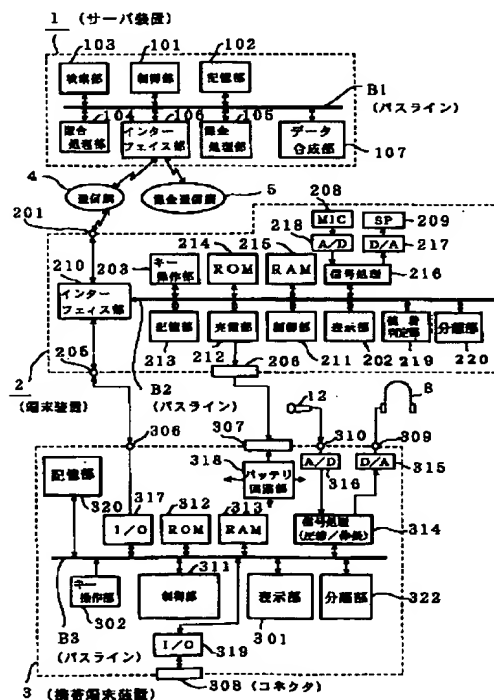 1 (サーバ装置)
103 101 102
検索部 制御部 記憶部
B1
(バスライン)
104 106 105
照合処理部 インターフェイス部 課金処理部 データ合成部
107
4 通信網 課金通信網 5
208
201 218 MIC SP 209
203 214 215 A/D D/A 217
210 キー操作部 ROM RAM 信号処理 216
インターフェイス部
記憶部 充電部 制御部 表示部 分離部
213 212 211 202 219 220
205 206
2 (端末装置)
B2 (バスライン)
12 8
306 307 310 309
318 A/D D/A 315
記憶部 バッテリ回路部 316
320 317 312 313
I/O ROM RAM 信号処理(圧縮/伸長) 314
311
キー操作部 制御部 表示部 分離部 322
B3 302 301
(バスライン) I/O 319
308 (コネクタ)
3 (携帯端末装置)